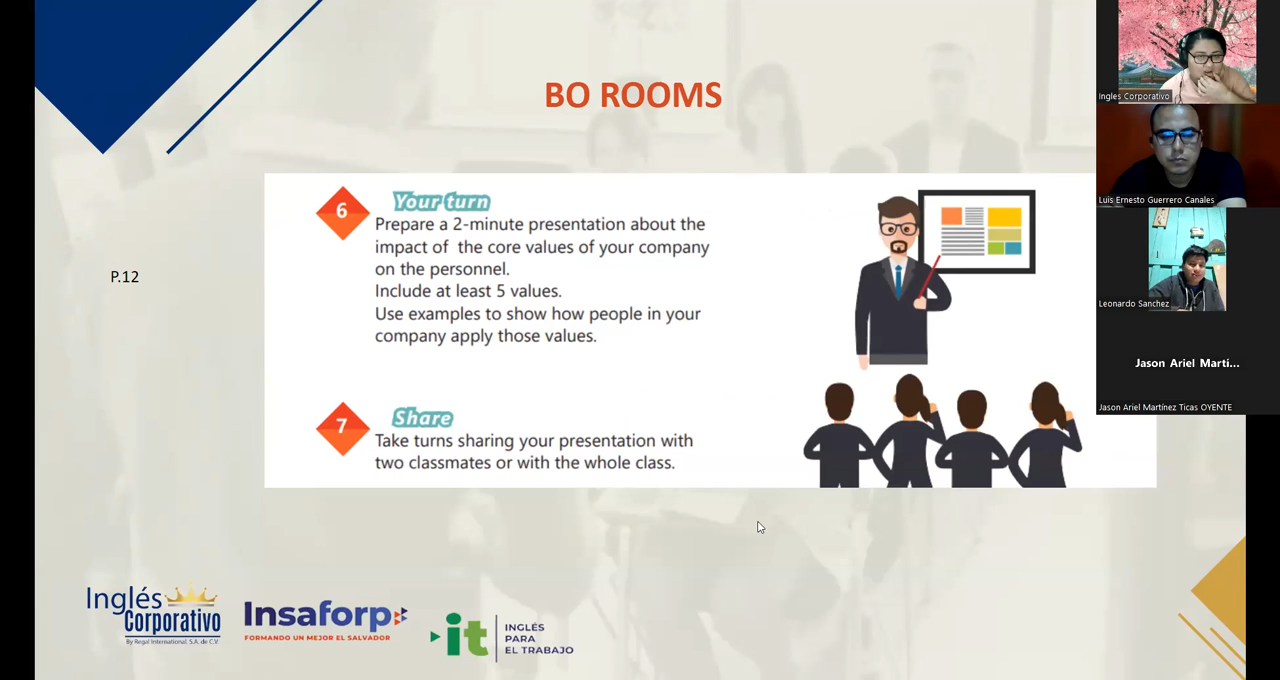 BO ROOMS
P.12
6
Your turn
Prepare a 2-minute presentation about the
impact of the core values of your company
on the personnel.
Include at least 5 values.
Use examples to show how people in your
company apply those values.
7
Share
Take turns sharing your presentation with
two classmates or with the whole class.
Ingles Corporativo
Luis Ernesto Guerrero Canales
Leonardo Sanchez
Jason Ariel Marti...
Jason Ariel Martínez Ticas OYENTE
Inglés
Corporativo
By Regal International, S.A. de C.V.
Insaforp
FORMANDO UN MEJOR EL SALVADOR
it
INGLÉS
PARA
EL TRABAJO